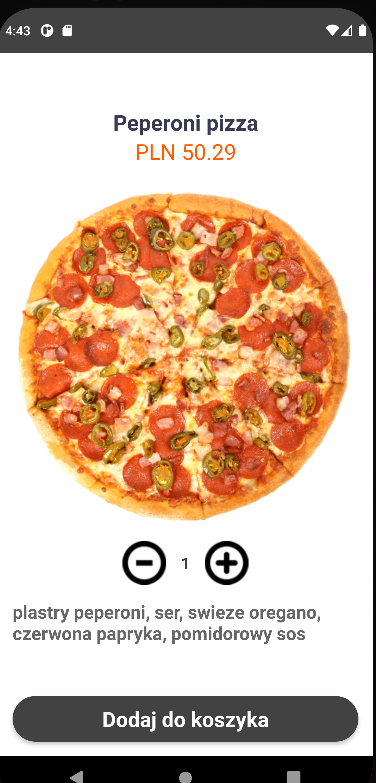 4:43
Peperoni pizza
PLN 50.29
1
plastry peperoni, ser, swieze oregano,
czerwona papryka, pomidorowy sos
Dodaj do koszyka